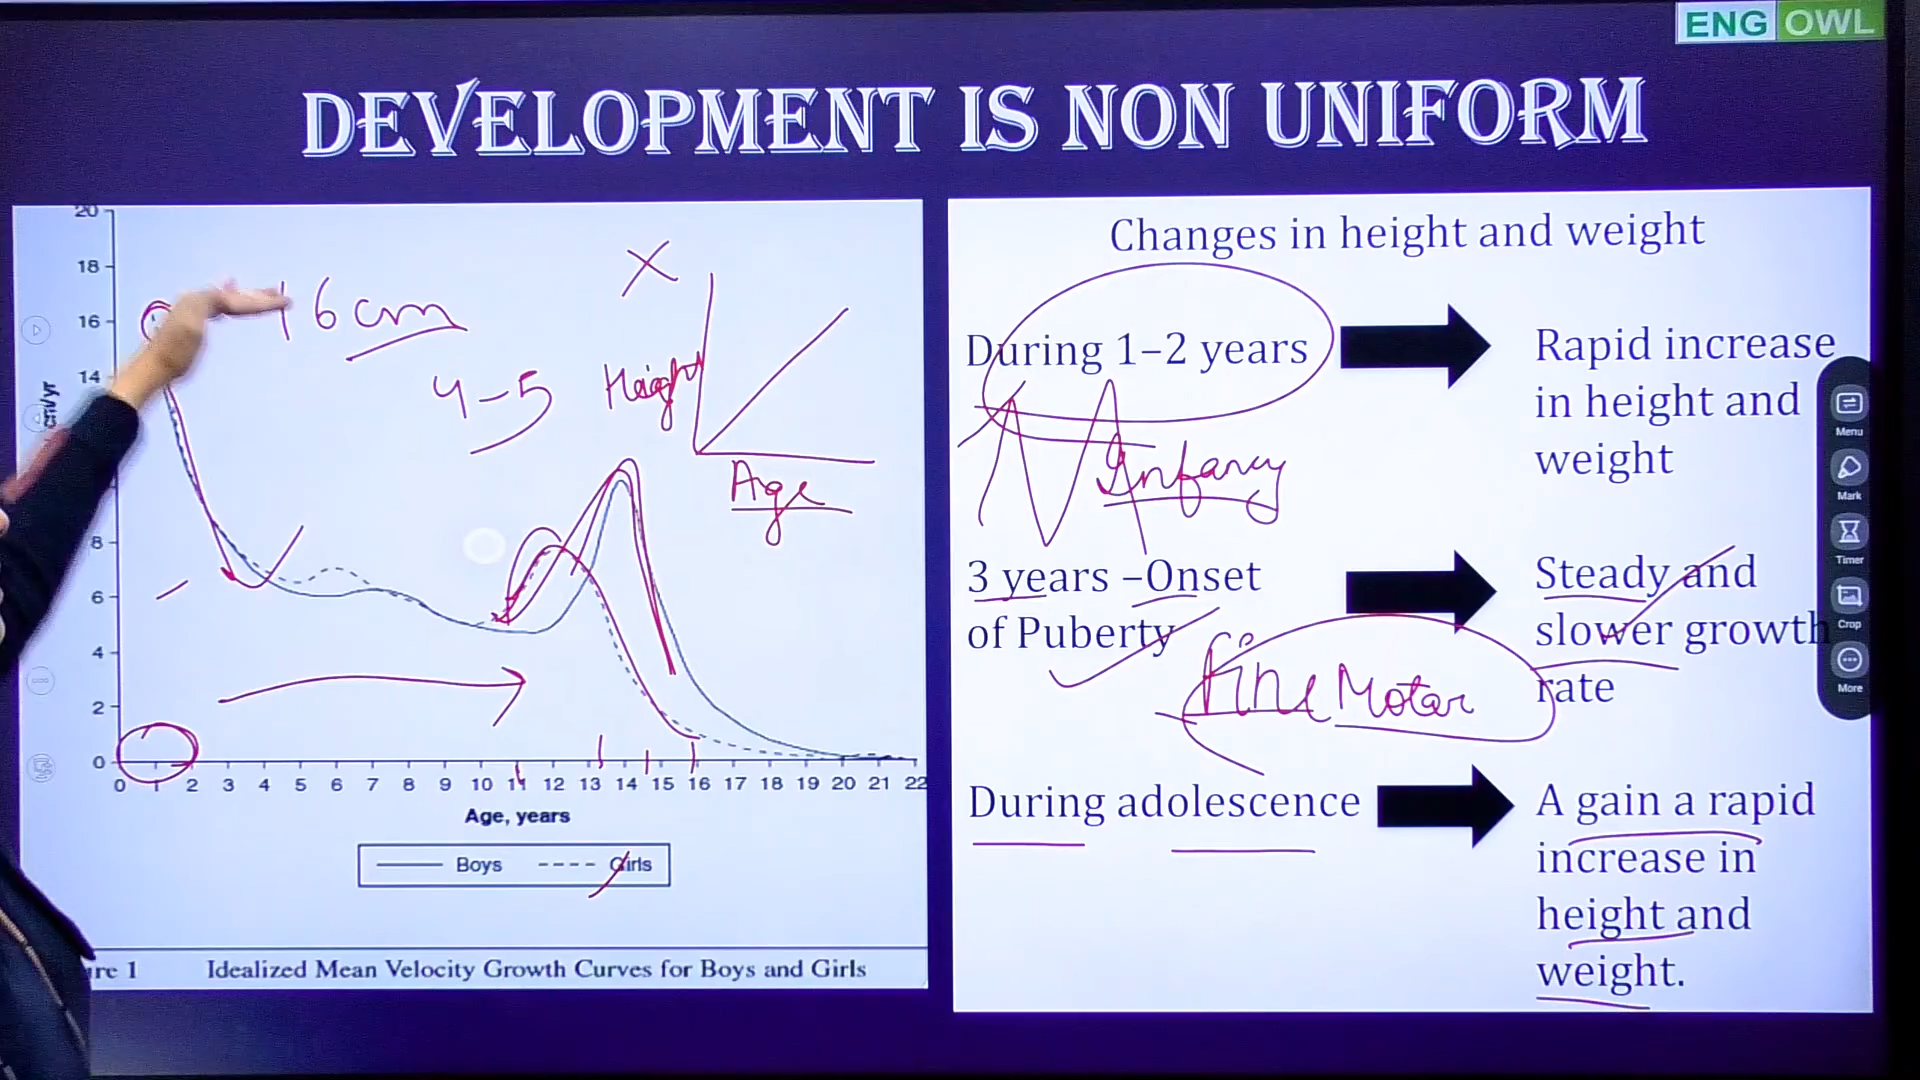 ENG OWL
DEVELOPMENT IS NON UNIFORM
20
18
16
14
8
6
4
2
0
cm/yr
16 cm
4-5
X
Height
Age
0 1 2 3 4 5 6 7 8 9 10 11 12 13 14 15 16 17 18 19 20 21 22
Age, years
Boys Girls
re 1 Idealized Mean Velocity Growth Curves for Boys and Girls
Changes in height and weight
During 1-2 years
Rapid increase
in height and
weight
Infancy
3 years –Onset
of Puberty
Steady and
slower growth
rate
fine Motor
During adolescence
A gain a rapid
increase in
height and
weight.
Menu
Mark
Timer
Crop
More